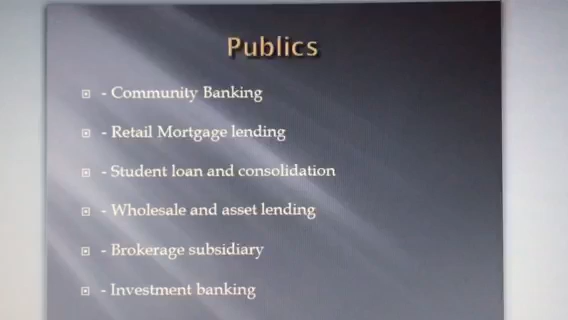 Publics
- Community Banking
- Retail Mortgage lending
- Student loan and consolidation
- Wholesale and asset lending
- Brokerage subsidiary
- Investment banking